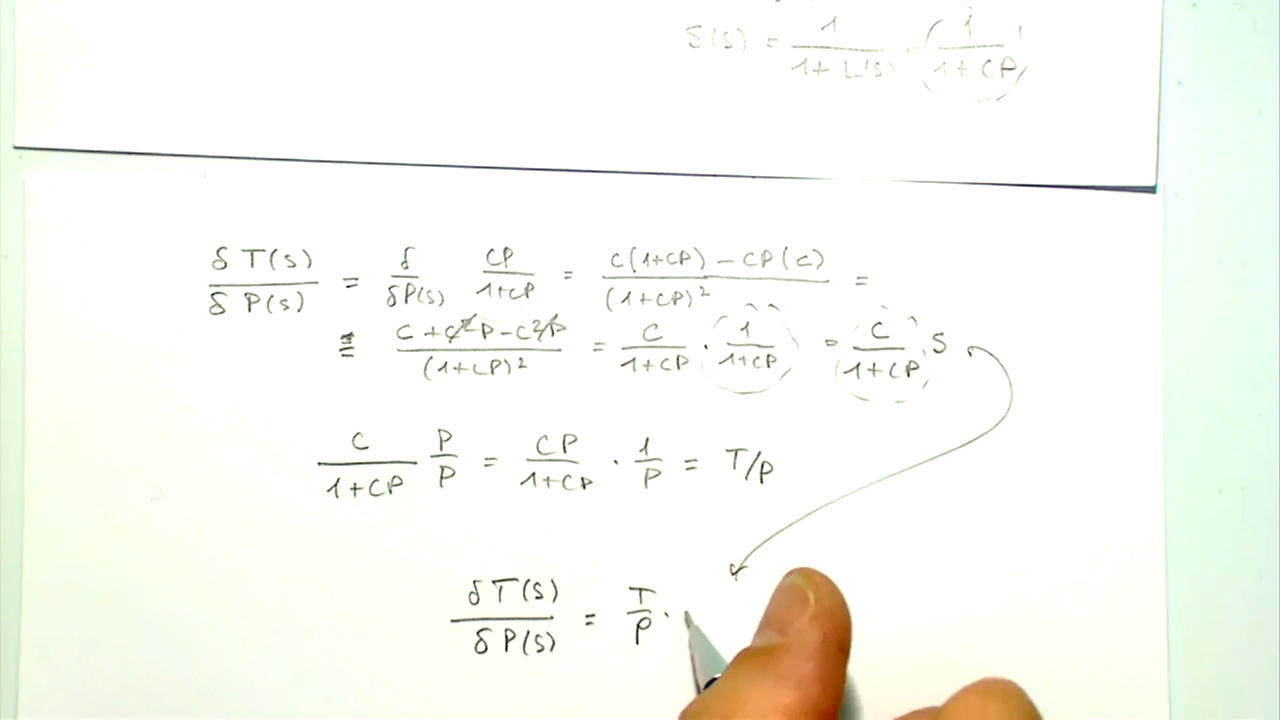 S(s) = 1/(1+L(s)) = 1/(1+CP)
δT(s)/δP(s) = δ/δP(s) CP/(1+CP) = (C(1+CP) - CP(C))/(1+CP)² =
= (C + C²P - C²P)/(1+CP)² = C/(1+CP) · 1/(1+CP) = C/(1+CP) S
C/(1+CP) P/P = CP/(1+CP) · 1/P = T/P
δT(s)/δP(s) = T/P ·